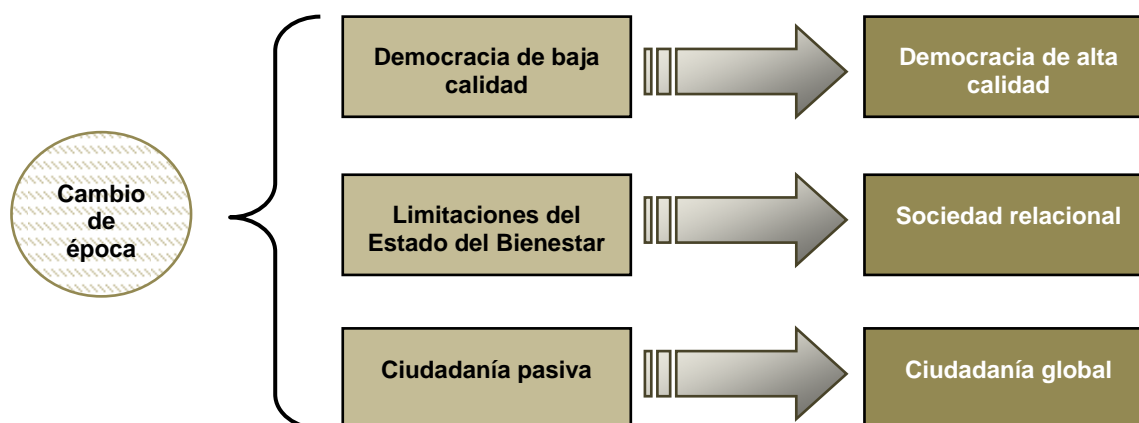 Cambio
de
época
Democracia de baja
calidad
Democracia de alta
calidad
Limitaciones del
Estado del Bienestar
Sociedad relacional
Ciudadanía pasiva
Ciudadanía global